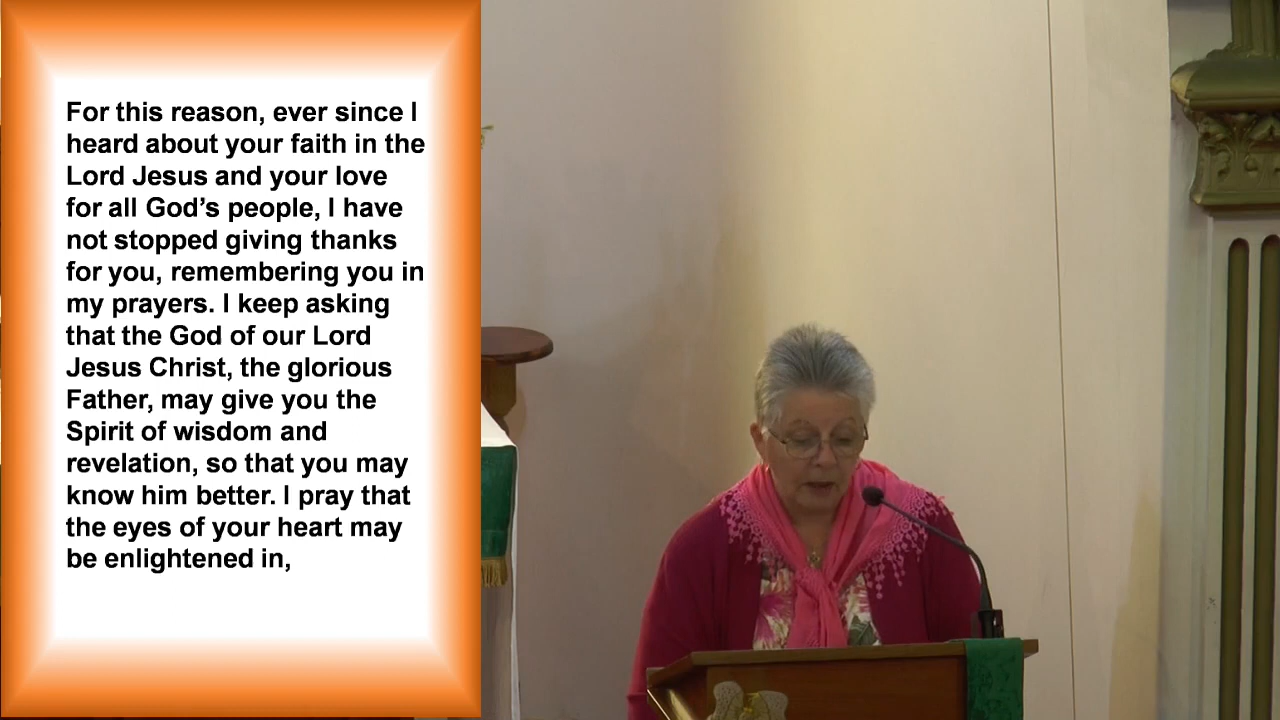 For this reason, ever since I
heard about your faith in the
Lord Jesus and your love
for all God’s people, I have
not stopped giving thanks
for you, remembering you in
my prayers. I keep asking
that the God of our Lord
Jesus Christ, the glorious
Father, may give you the
Spirit of wisdom and
revelation, so that you may
know him better. I pray that
the eyes of your heart may
be enlightened in,